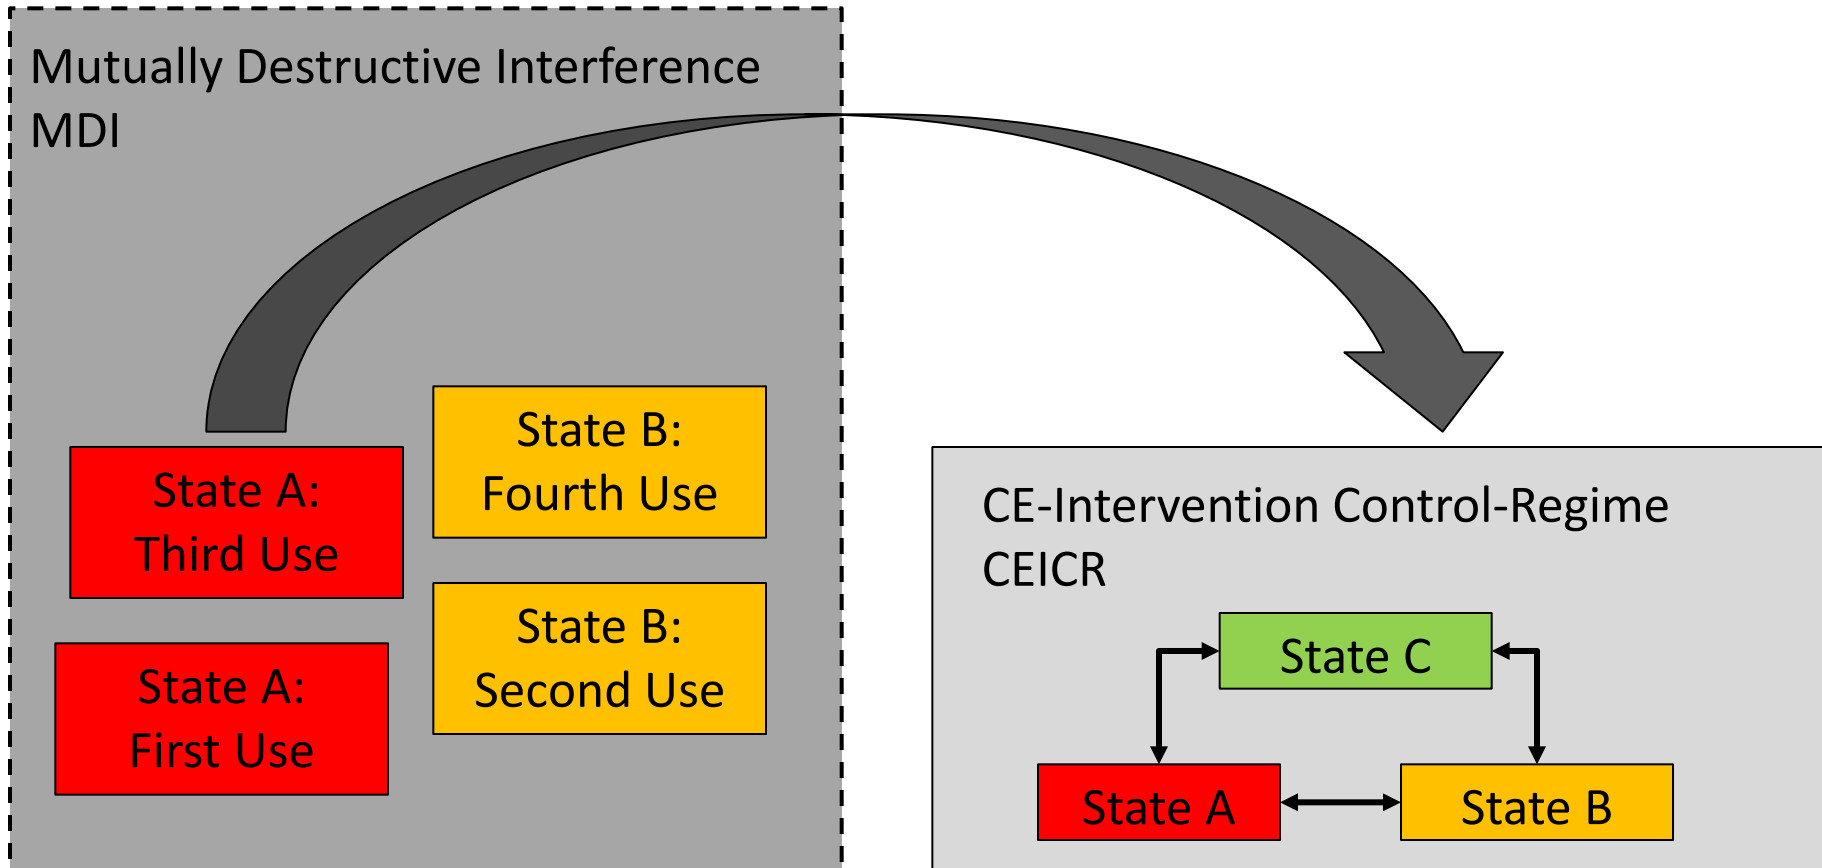 Mutually Destructive Interference
MDI
State A:
Third Use
State B:
Fourth Use
State A:
First Use
State B:
Second Use
CE-Intervention Control-Regime
CEICR
State C
State A
State B